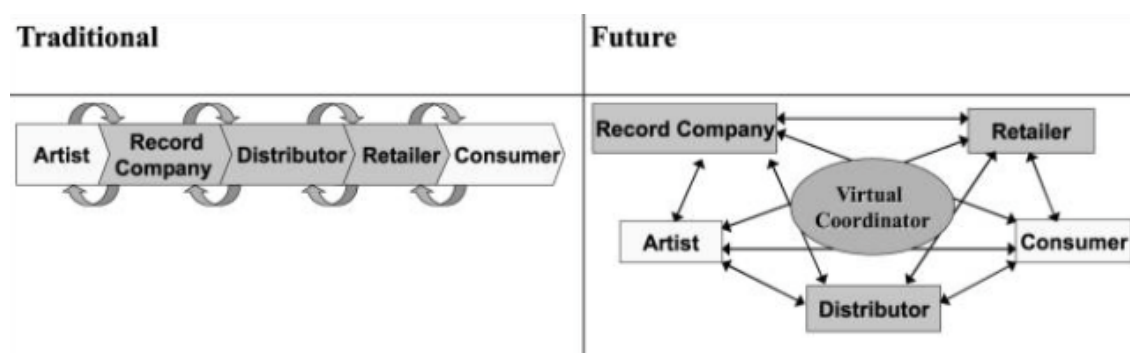 Traditional
Artist
Record
Company
Distributor
Retailer
Consumer
Future
Record Company
Retailer
Virtual
Coordinator
Artist
Consumer
Distributor